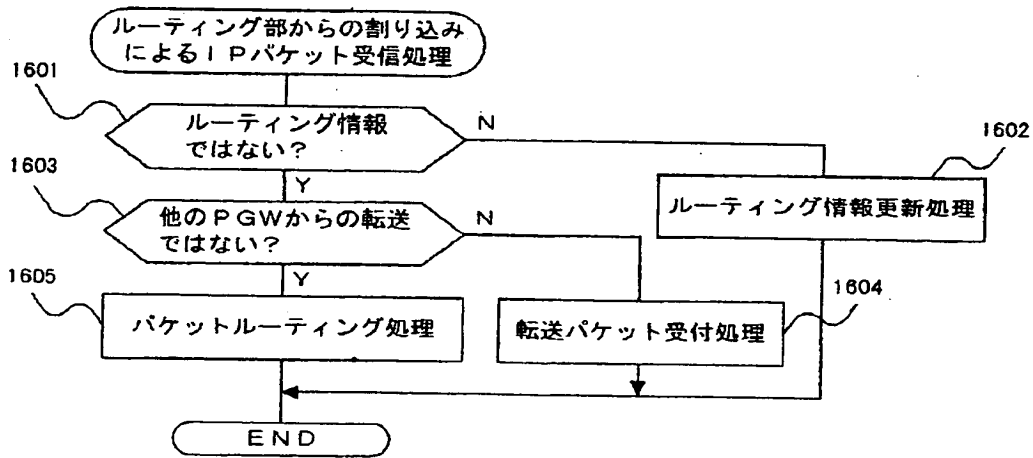 ルーティング部からの割り込み
によるＩＰパケット受信処理
1601
ルーティング情報
ではない？
N
1602
Y
ルーティング情報更新処理
1603
他のＰＧＷからの転送
ではない？
N
Y
1605
パケットルーティング処理
1604
転送パケット受付処理
END